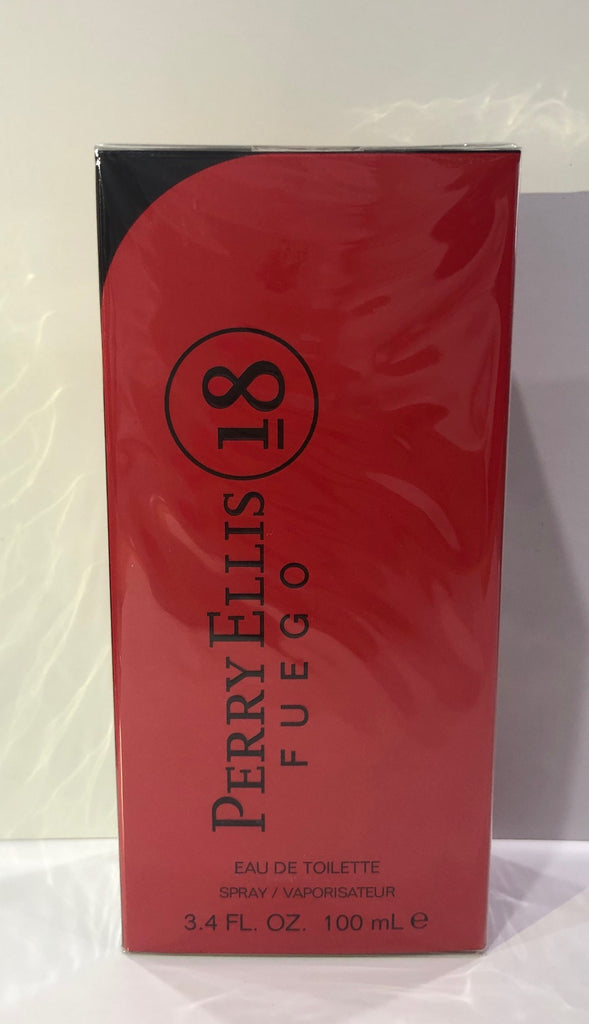 PERRY ELLIS 18
FUEGO
EAU DE TOILETTE
SPRAY / VAPORISATEUR
3.4 FL. OZ. 100 mL ℮